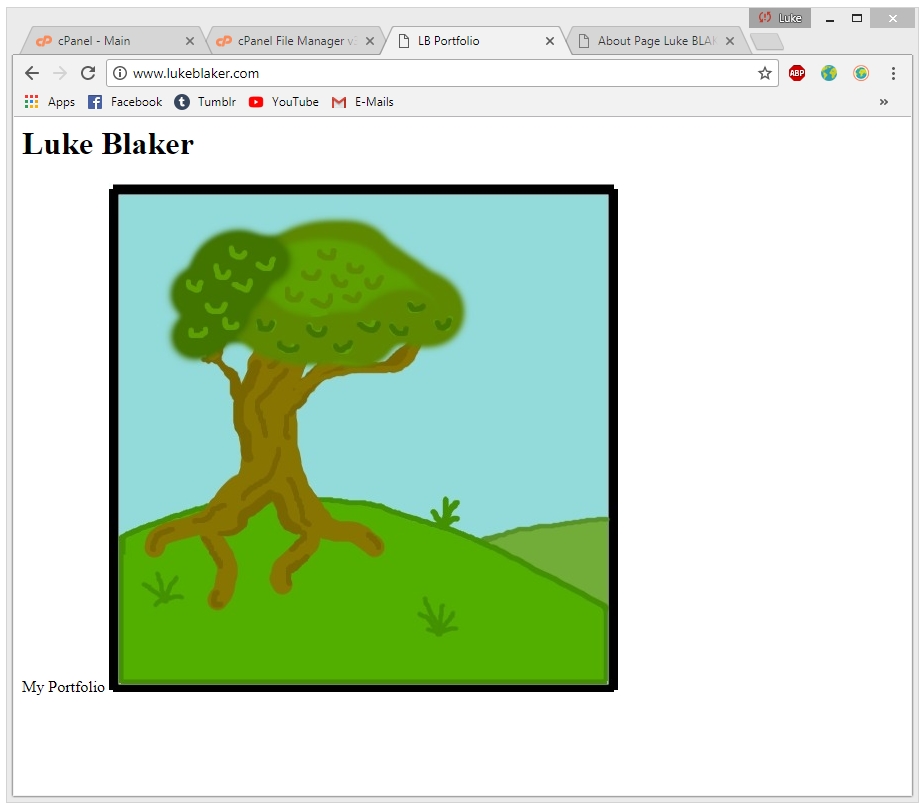 Luke
cPanel - Main
cPanel File Manager v
LB Portfolio
About Page Luke BLAK
www.lukeblaker.com
ABP
Apps
Facebook
Tumblr
YouTube
E-Mails
»
Luke Blaker
My Portfolio